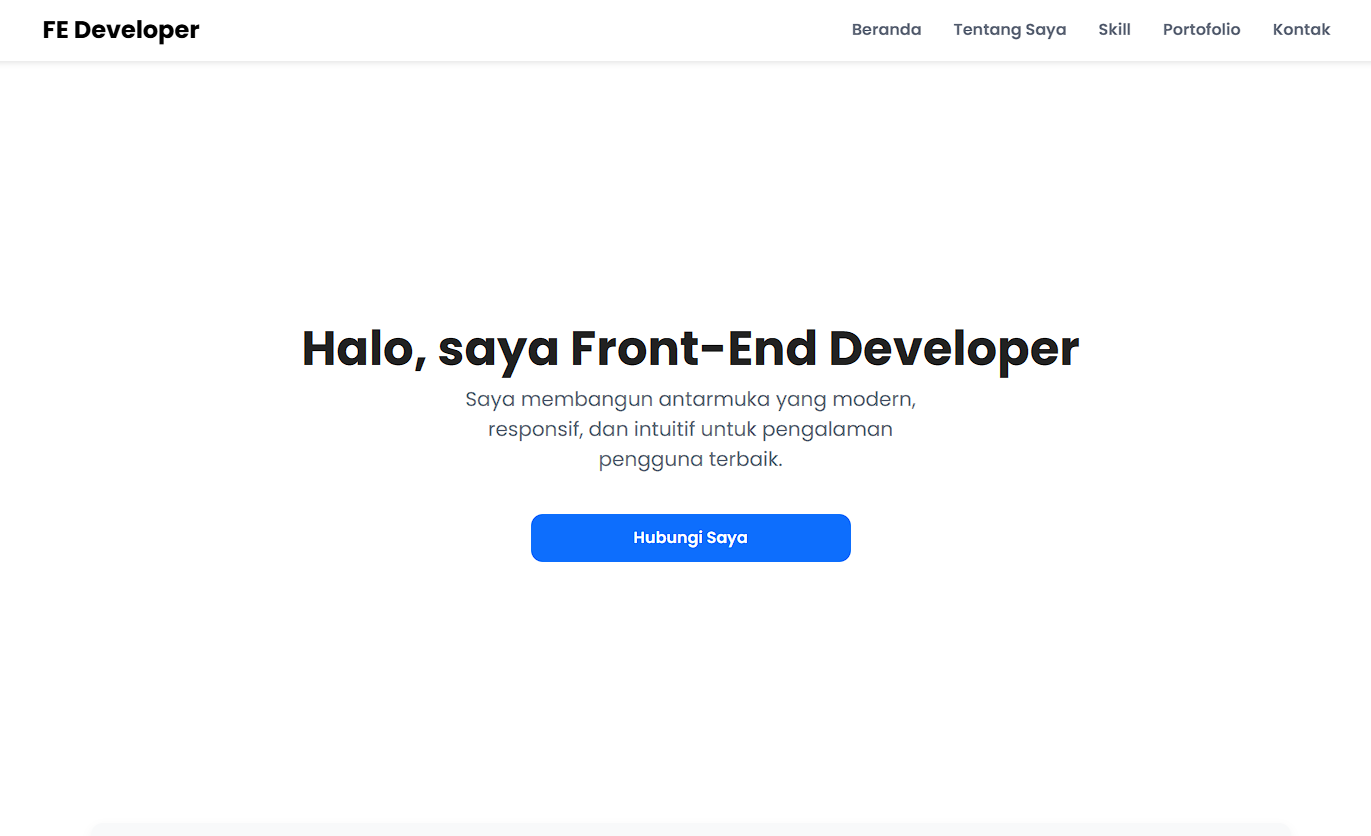 FE Developer
Beranda Tentang Saya Skill Portofolio Kontak
Halo, saya Front-End Developer
Saya membangun antarmuka yang modern,
responsif, dan intuitif untuk pengalaman
pengguna terbaik.
Hubungi Saya